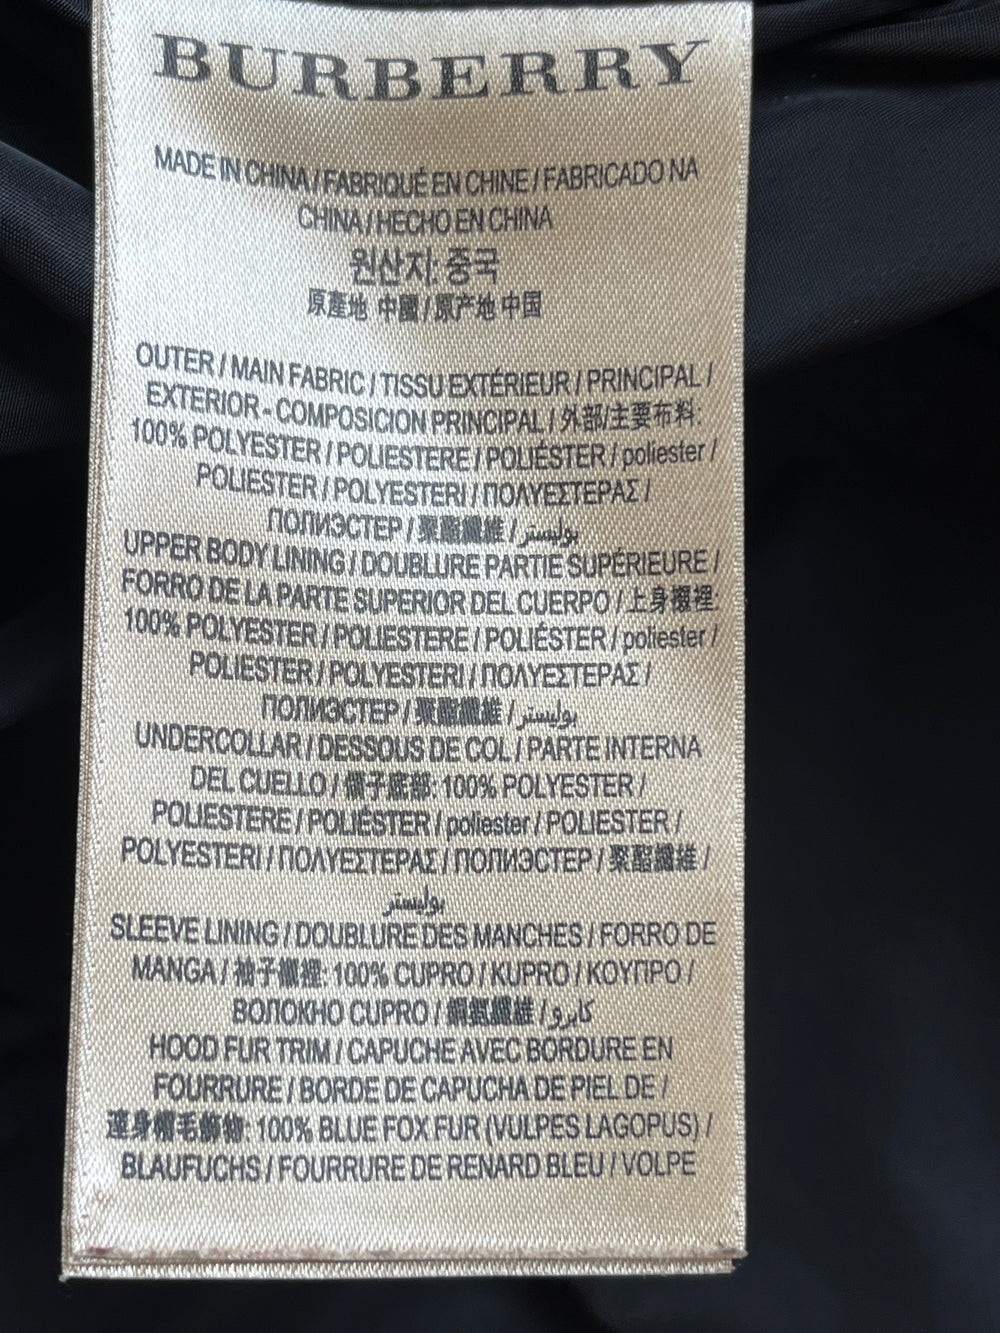 BURBERRY
MADE IN CHINA / FABRIQUÉ EN CHINE / FABRICADO NA
CHINA / HECHO EN CHINA
원산지: 중국
原產地 中國 / 原产地 中国
OUTER / MAIN FABRIC / TISSU EXTÉRIEUR / PRINCIPAL /
EXTERIOR - COMPOSICION PRINCIPAL / 外部/主要布料:
100% POLYESTER / POLIESTERE / POLIÉSTER / poliester /
POLIESTER / POLYESTERI / ΠΟΛΥΕΣΤΕΡΑΣ /
ПОЛИЭСТЕР / 聚酯纖維 / بوليستر
UPPER BODY LINING / DOUBLURE PARTIE SUPÉRIEURE /
FORRO DE LA PARTE SUPERIOR DEL CUERPO / 上身襯裡:
100% POLYESTER / POLIESTERE / POLIÉSTER / poliester /
POLIESTER / POLYESTERI / ΠΟΛΥΕΣΤΕΡΑΣ /
ПОЛИЭСТЕР / 聚酯纖維 / بوليستر
UNDERCOLLAR / DESSOUS DE COL / PARTE INTERNA
DEL CUELLO / 領子底部: 100% POLYESTER /
POLIESTERE / POLIÉSTER / poliester / POLIESTER /
POLYESTERI / ΠΟΛΥΕΣΤΕΡΑΣ / ПОЛИЭСТЕР / 聚酯纖維 /
بوليستر
SLEEVE LINING / DOUBLURE DES MANCHES / FORRO DE
MANGA / 袖子襯裡: 100% CUPRO / KUPRO / ΚΟΥΠΡΟ /
ВОЛОКНО CUPRO / 銅氨纖維 / كابرو
HOOD FUR TRIM / CAPUCHE AVEC BORDURE EN
FOURRURE / BORDE DE CAPUCHA DE PIEL DE /
連身帽毛飾物: 100% BLUE FOX FUR (VULPES LAGOPUS) /
BLAUFUCHS / FOURRURE DE RENARD BLEU / VOLPE